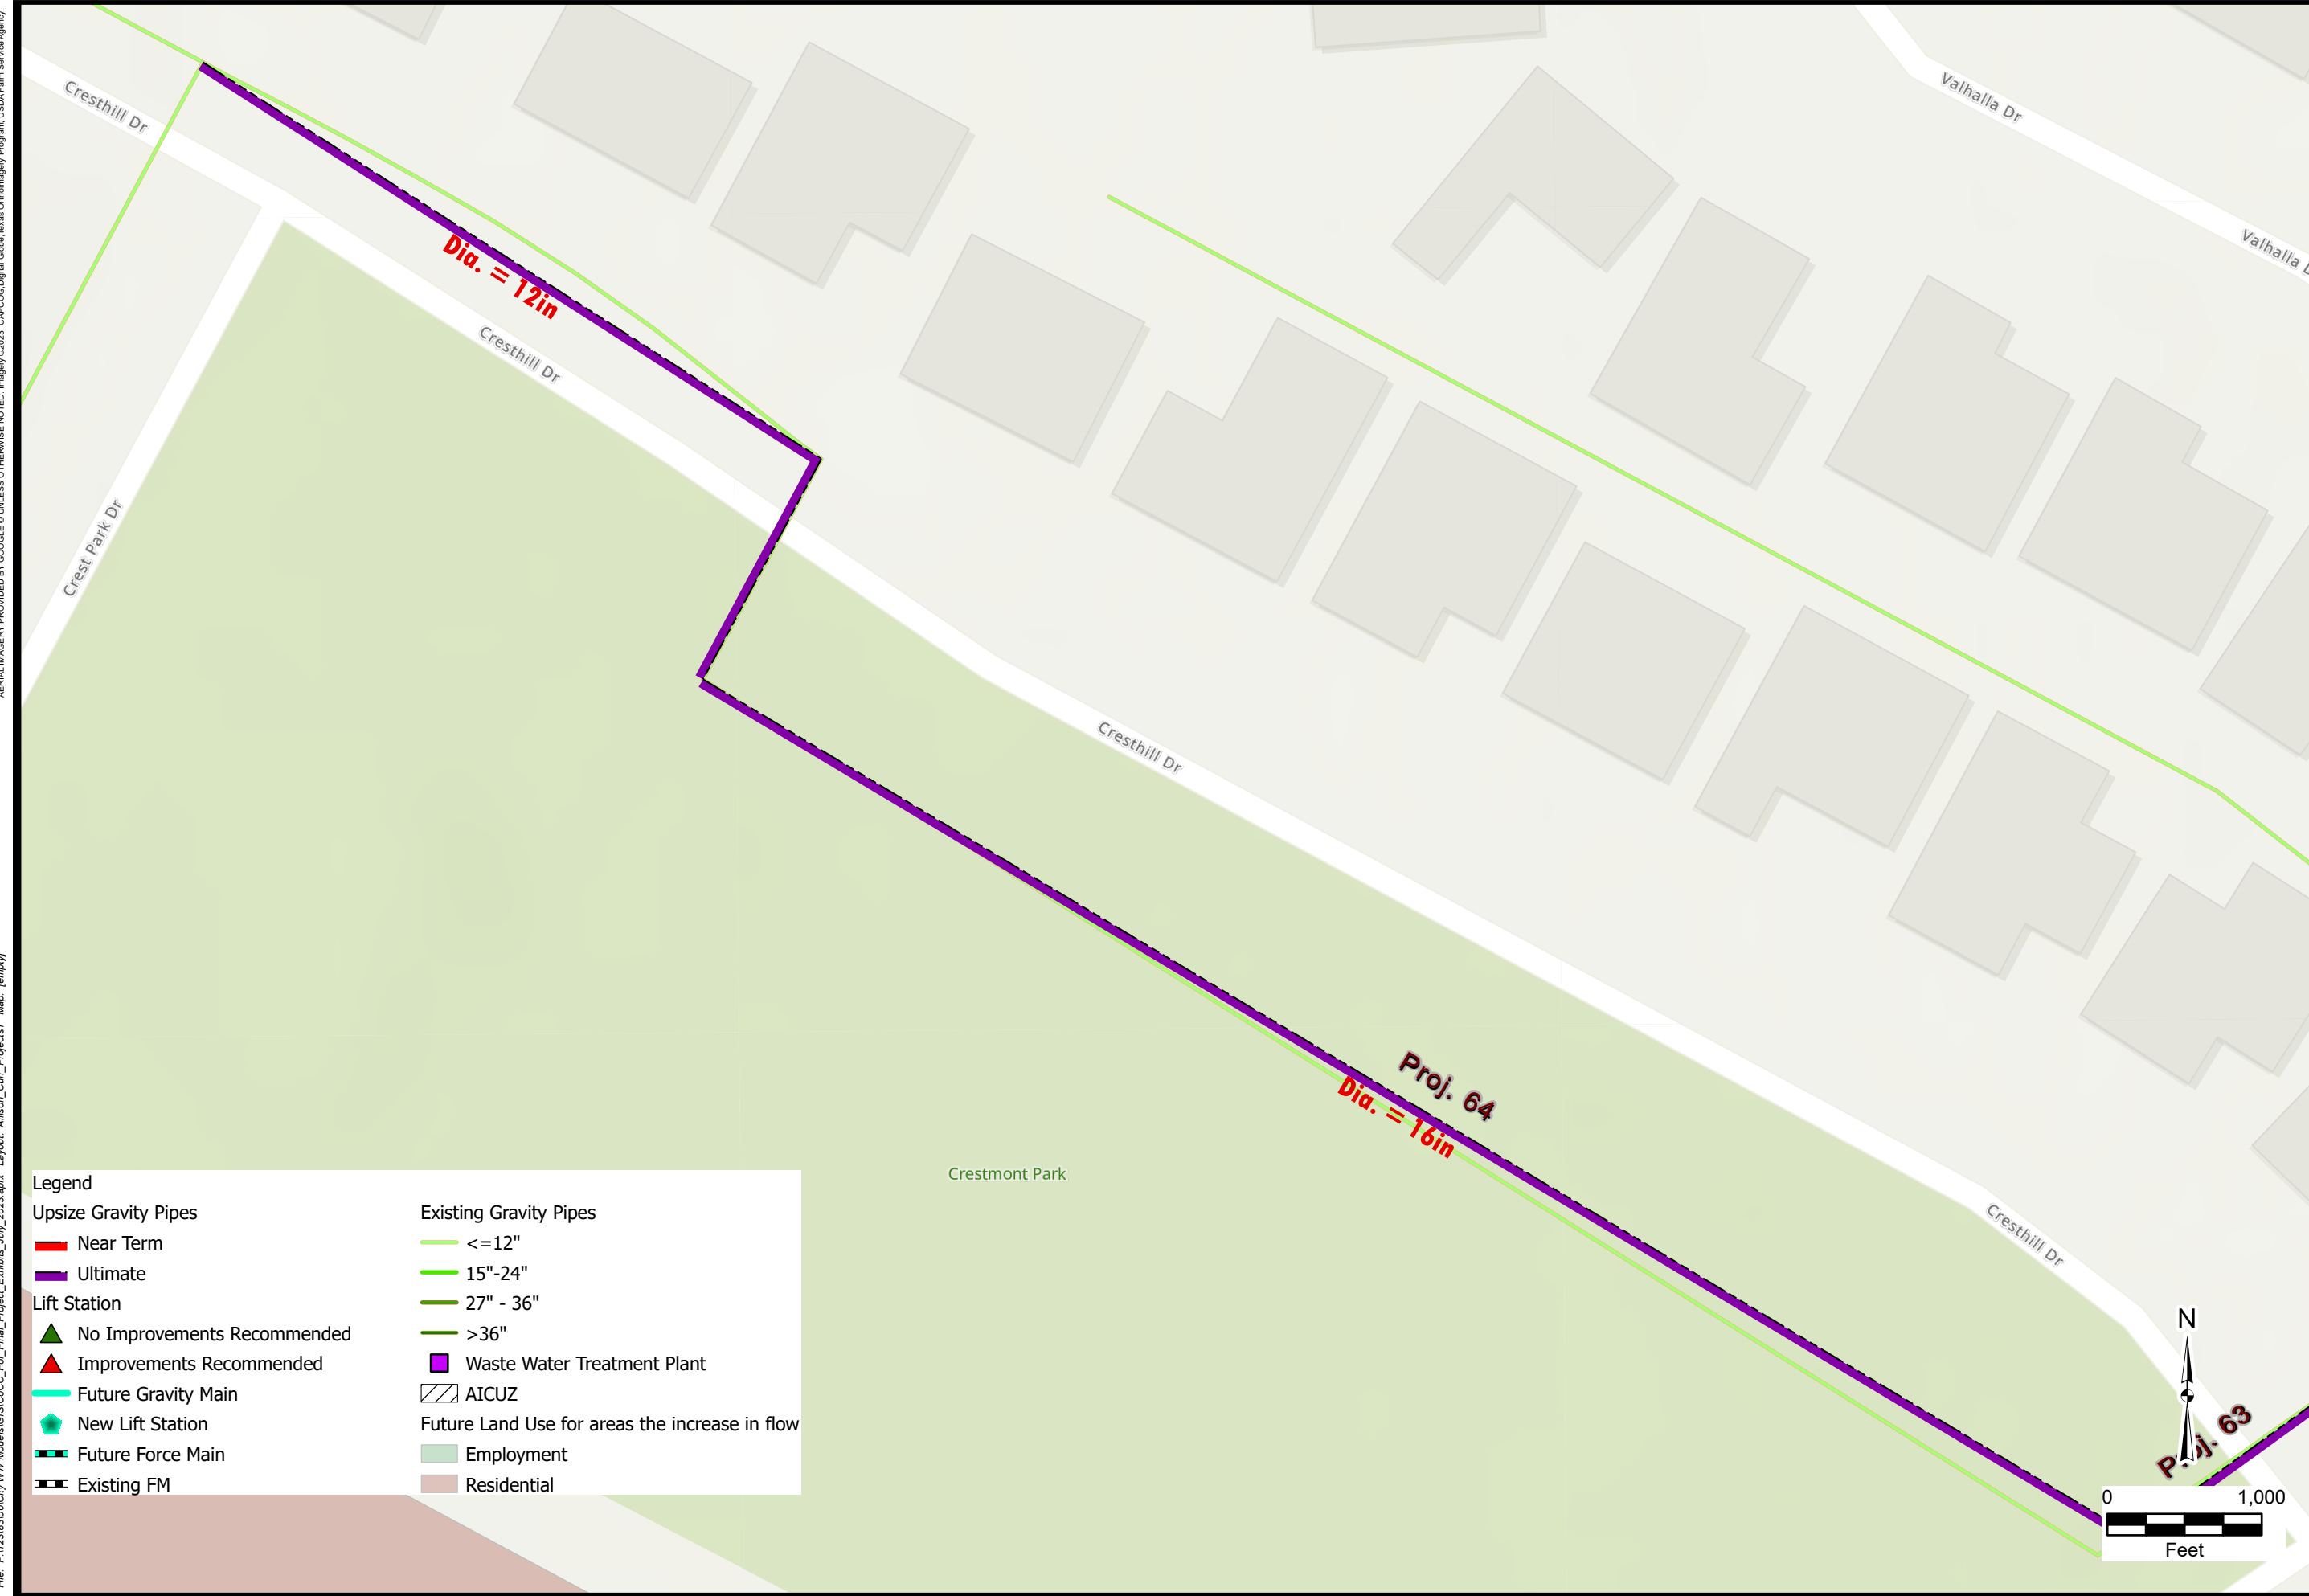 Cresthill Dr
Valhalla Dr
Valhalla
Dia. = 12in
Cresthill Dr
Crest Park Dr
Cresthill Dr
Proj. 64
Dia. = 16in
Crestmont Park
Cresthill Dr
N
Proj. 63
0 1,000
Feet
Legend
Upsize Gravity Pipes
Near Term
Ultimate
Lift Station
No Improvements Recommended
Improvements Recommended
Future Gravity Main
New Lift Station
Future Force Main
Existing FM
Existing Gravity Pipes
<=12"
15"-24"
27" - 36"
>36"
Waste Water Treatment Plant
AICUZ
Future Land Use for areas the increase in flow
Employment
Residential